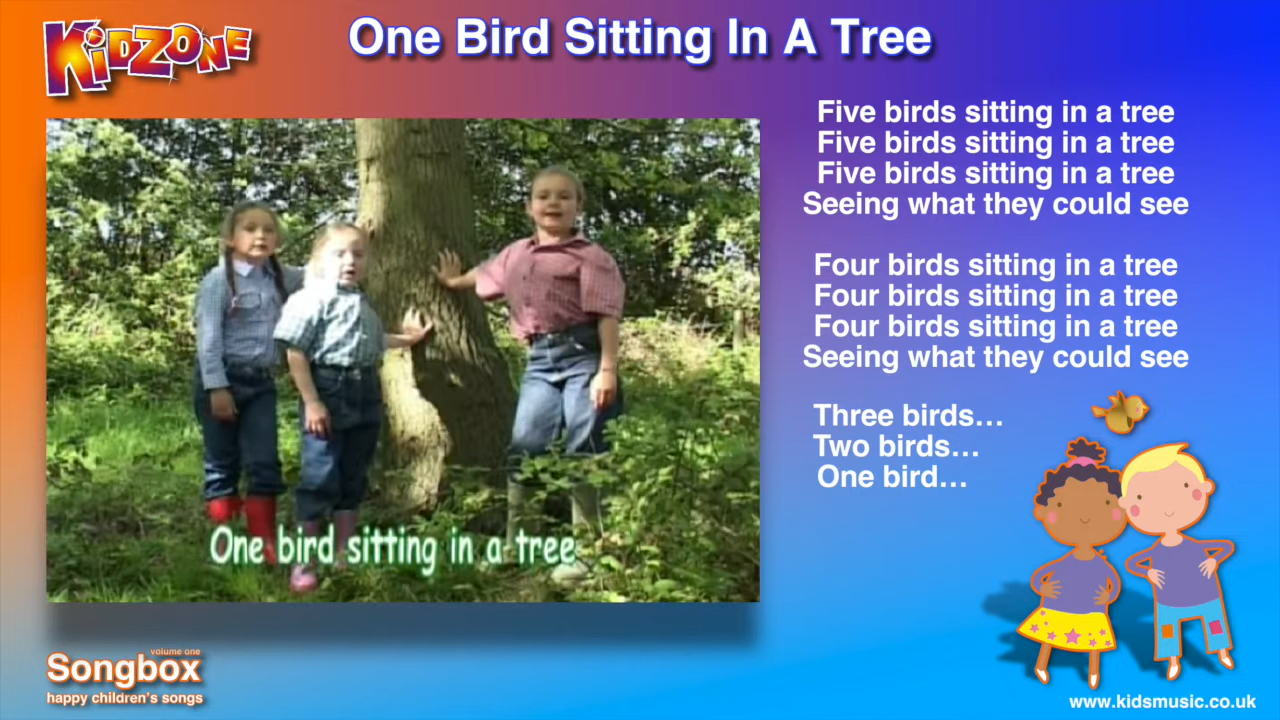 KidZone
One Bird Sitting In A Tree
Five birds sitting in a tree
Five birds sitting in a tree
Five birds sitting in a tree
Seeing what they could see
Four birds sitting in a tree
Four birds sitting in a tree
Four birds sitting in a tree
Seeing what they could see
Three birds...
Two birds...
One bird...
One bird sitting in a tree
volume one
Songbox
happy children's songs
www.kidsmusic.co.uk